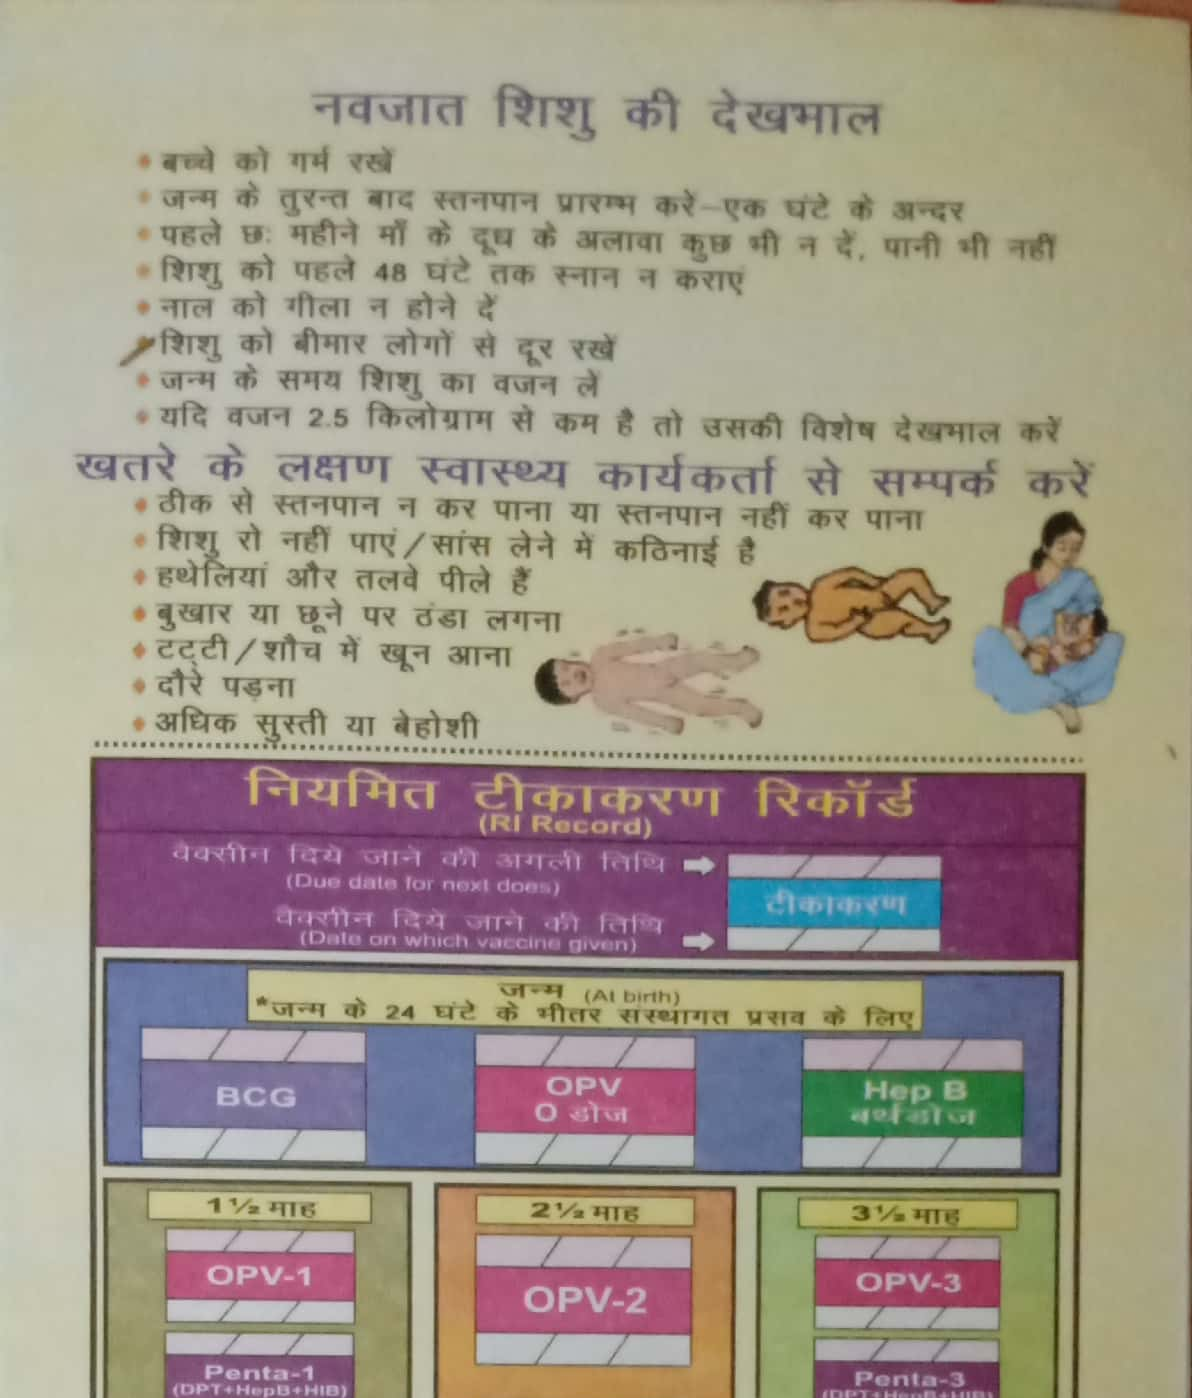 नवजात शिशु की देखभाल
बच्चे को गर्म रखें
जन्म के तुरन्त बाद स्तनपान प्रारम्भ करें–एक घंटे के अन्दर
पहले छः महीने माँ के दूध के अलावा कुछ भी न दें, पानी भी नहीं
शिशु को पहले 48 घंटे तक स्नान न कराएं
नाल को गीला न होने दें
शिशु को बीमार लोगों से दूर रखें
जन्म के समय शिशु का वजन लें
यदि वजन 2.5 किलोग्राम से कम है तो उसकी विशेष देखभाल करें
खतरे के लक्षण स्वास्थ्य कार्यकर्ता से सम्पर्क करें
ठीक से स्तनपान न कर पाना या स्तनपान नहीं कर पाना
शिशु रो नहीं पाएं/सांस लेने में कठिनाई है
हथेलियां और तलवे पीले हैं
बुखार या छूने पर ठंडा लगना
टट्टी/शौच में खून आना
दौरे पड़ना
अधिक सुस्ती या बेहोशी
नियमित टीकाकरण रिकॉर्ड
(RI Record)
वैक्सीन दिये जाने की अगली तिथि
(Due date for next does)
टीकाकरण
वैक्सीन दिये जाने की तिथि
(Date on which vaccine given)
जन्म (At birth)
*जन्म के 24 घंटे के भीतर संस्थागत प्रसव के लिए
BCG
OPV
0 डोज
Hep B
बर्थडोज
1½ माह
2½ माह
3½ माह
OPV-1
OPV-2
OPV-3
Penta-1
(DPT+HepB+HIB)
Penta-3
(DPT+HepB+HIB)